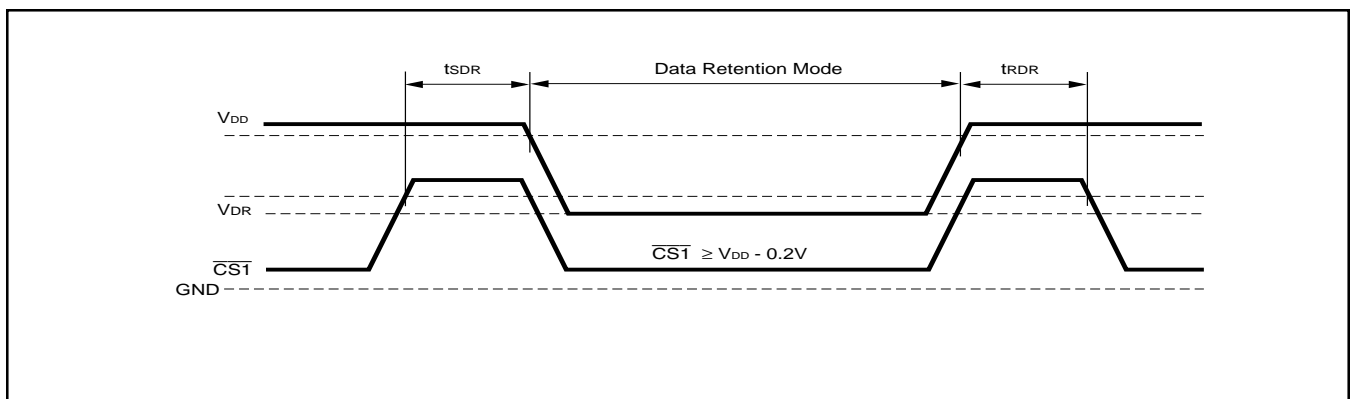 tSDR Data Retention Mode tRDR
VDD
VDR
CS1 ≥ VDD - 0.2V
CS1
GND